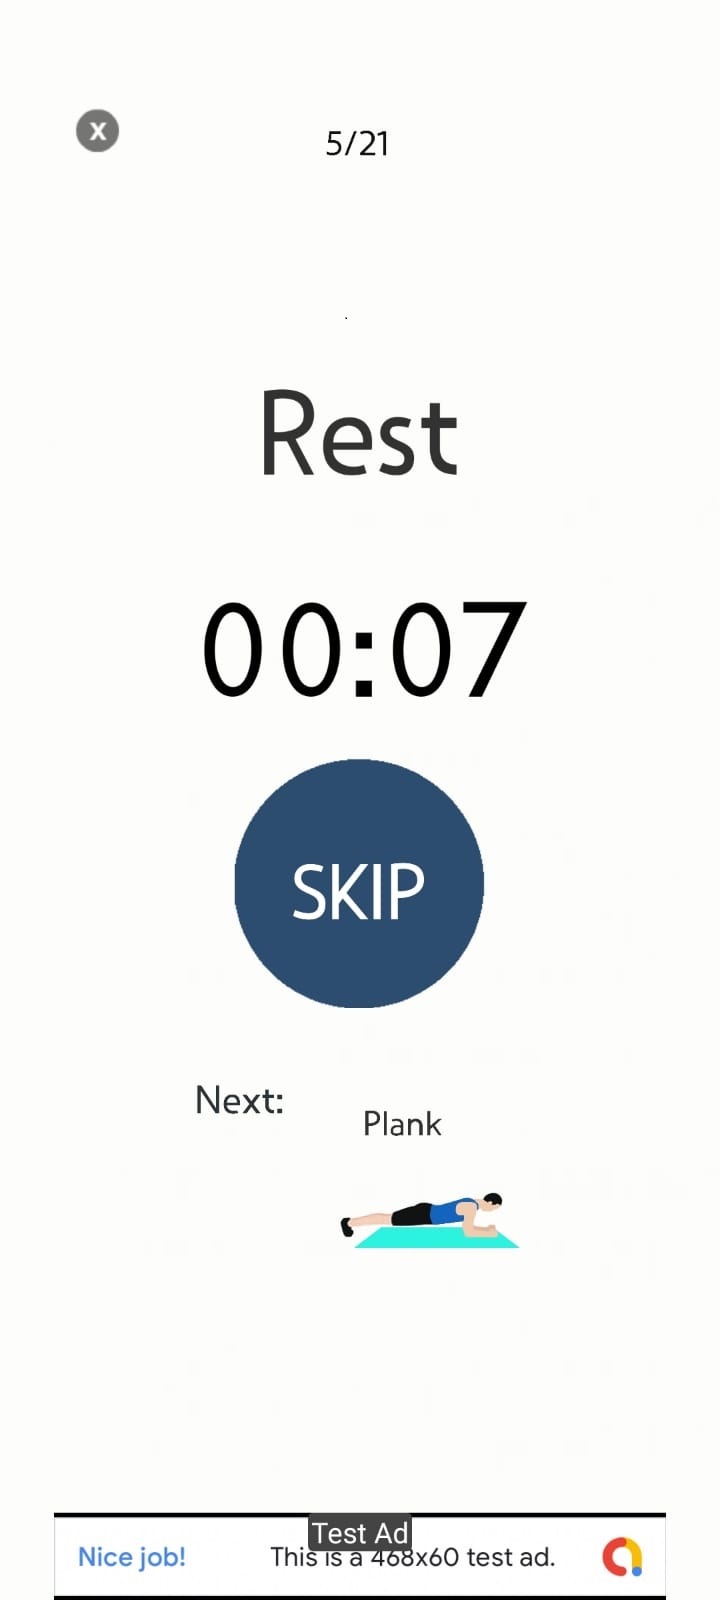 X
5/21
Rest
00:07
SKIP
Next:
Plank
Test Ad
Nice job!
This is a 468x60 test ad.